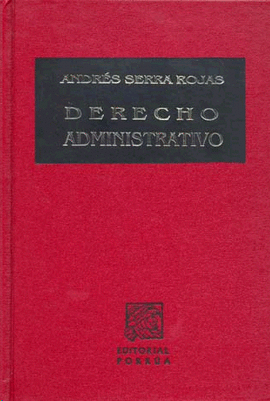 ANDRÉS SERRA ROJAS
DERECHO
ADMINISTRATIVO
EDITORIAL
PORRÚA